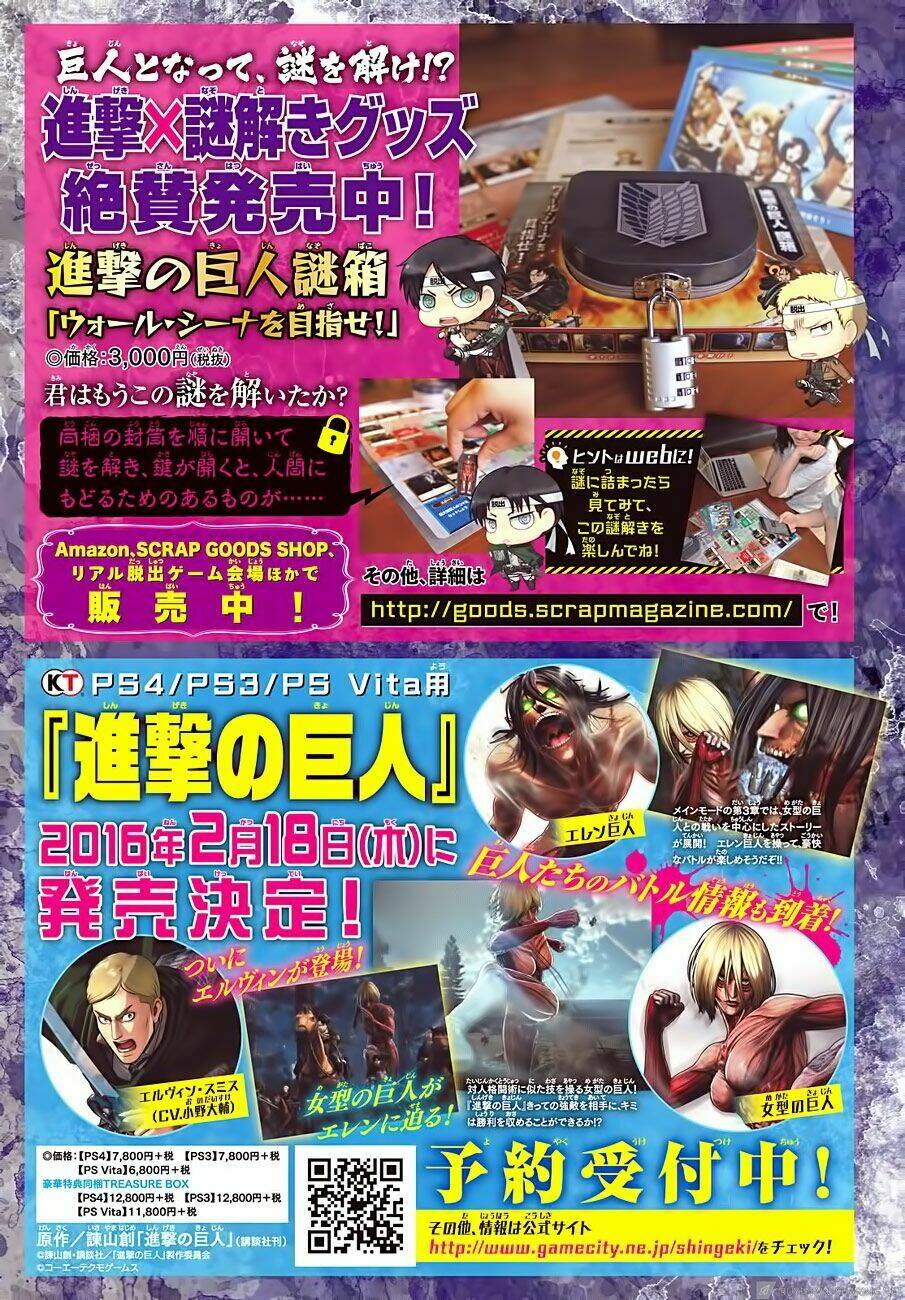 巨人となって、謎を解け!?
進撃×謎解きグッズ
絶賛発売中!
進撃の巨人謎箱
「ウォール・シーナを目指せ!」
◎価格:3,000円(税抜)
君はもうこの謎を解いたか?
同梱の封筒を順に開いて
謎を解き、鍵が開くと、人間に
もどるためのあるものが……
脱出
脱出
脱出
ヒントはwebに!
謎に詰まったら
見てみて、
この謎解きを
楽しんでね!
Amazon、SCRAP GOODS SHOP、
リアル脱出ゲーム会場ほかで
販売中!
その他、詳細は
http://goods.scrapmagazine.com/で!
KT PS4/PS3/PS Vita用
『進撃の巨人』
2016年2月18日(木)に
発売決定!
エレン巨人
メインモードの第3章では、女型の巨
人との戦いを中心にしたストーリー
が展開! エレン巨人を操って、豪快
なバトルが楽しめそうだぞ!!
巨人たちのバトル情報も到着!
ついに
エルヴィンが登場!
エルヴィン・スミス
(CV.小野大輔)
女型の巨人が
エレンに迫る!
対人格闘術に似た技を操る女型の巨人!
『進撃の巨人』きっての強敵を相手に、キミ
は勝利を収めることができるか!?
女型の巨人
◎価格:【PS4】7,800円+税 【PS3】7,800円+税
【PS Vita】6,800円+税
豪華特典同梱TREASURE BOX
【PS4】12,800円+税 【PS3】12,800円+税
【PS Vita】11,800円+税
原作/諫山創「進撃の巨人」(講談社刊)
©諫山創・講談社/「進撃の巨人」製作委員会
©コーエーテクモゲームス
予約受付中!
その他、情報は公式サイト
http://www.gamecity.ne.jp/shingeki/をチェック!